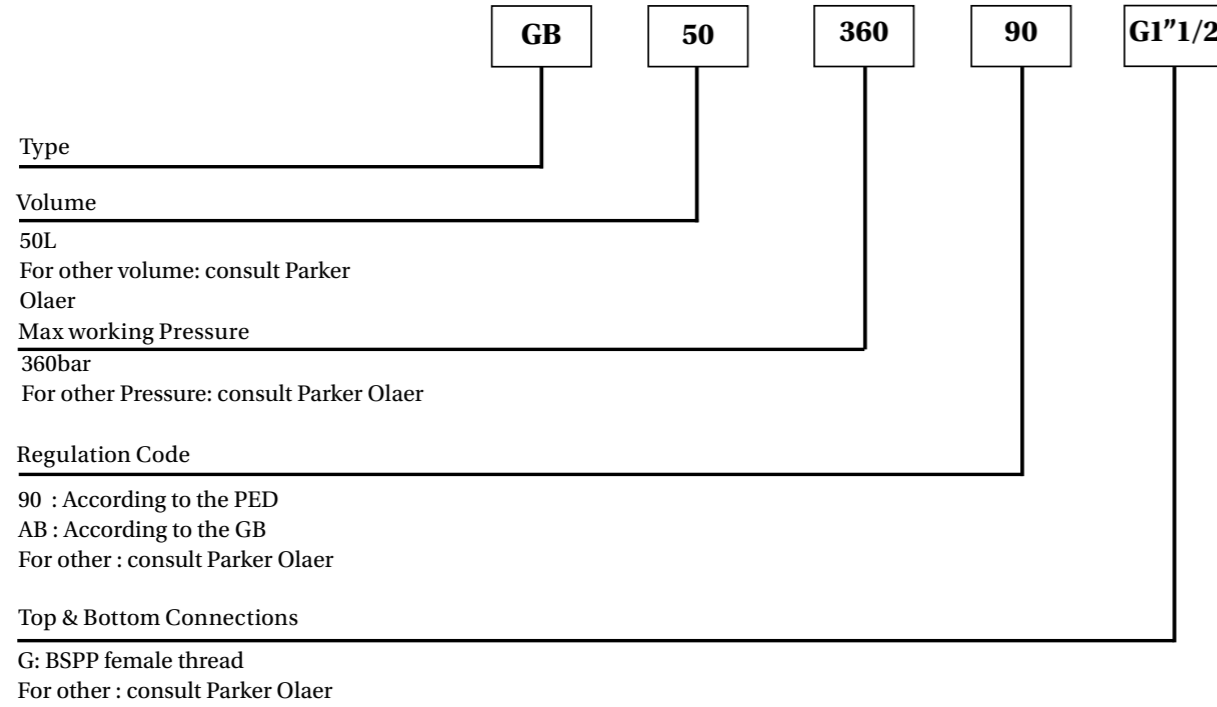 GB 50 360 90 G1"1/2
Type
Volume
50L
For other volume: consult Parker
Olaer
Max working Pressure
360bar
For other Pressure: consult Parker Olaer
Regulation Code
90 : According to the PED
AB : According to the GB
For other : consult Parker Olaer
Top & Bottom Connections
G: BSPP female thread
For other : consult Parker Olaer